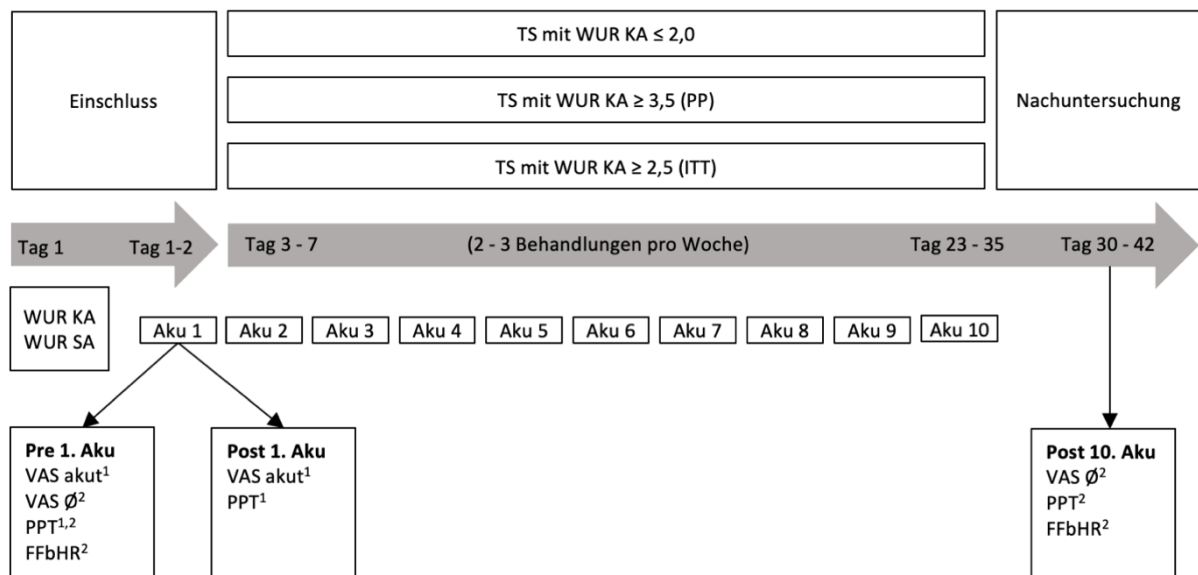 Einschluss
TS mit WUR KA ≤ 2,0
TS mit WUR KA ≥ 3,5 (PP)
TS mit WUR KA ≥ 2,5 (ITT)
Nachuntersuchung
Tag 1
Tag 1-2
Tag 3 - 7
(2 - 3 Behandlungen pro Woche)
Tag 23 - 35
Tag 30 - 42
WUR KA
WUR SA
Aku 1
Aku 2
Aku 3
Aku 4
Aku 5
Aku 6
Aku 7
Aku 8
Aku 9
Aku 10
Pre 1. Aku
VAS akut¹
VAS Ø²
PPT¹,²
FFbHR²
Post 1. Aku
VAS akut¹
PPT¹
Post 10. Aku
VAS Ø²
PPT²
FFbHR²